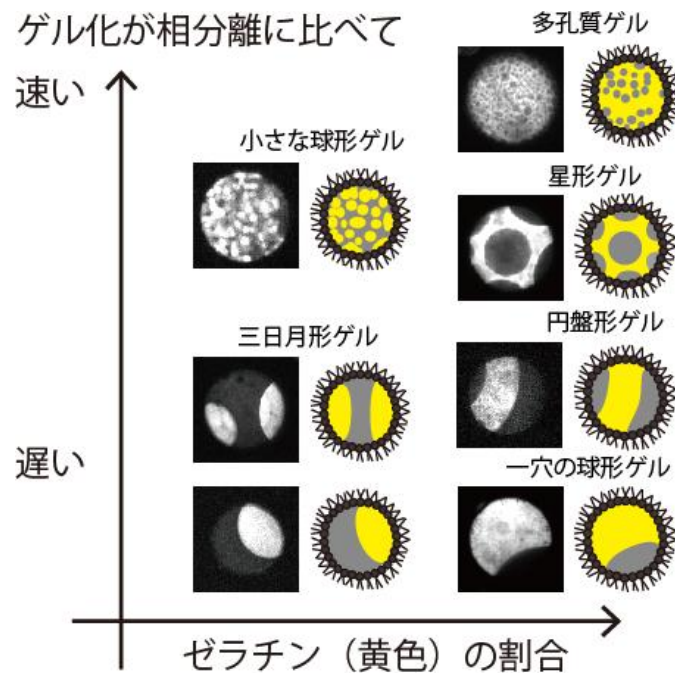 ゲル化が相分離に比べて
速い
多孔質ゲル
小さな球形ゲル
星形ゲル
三日月形ゲル
円盤形ゲル
遅い
一穴の球形ゲル
ゼラチン（黄色）の割合